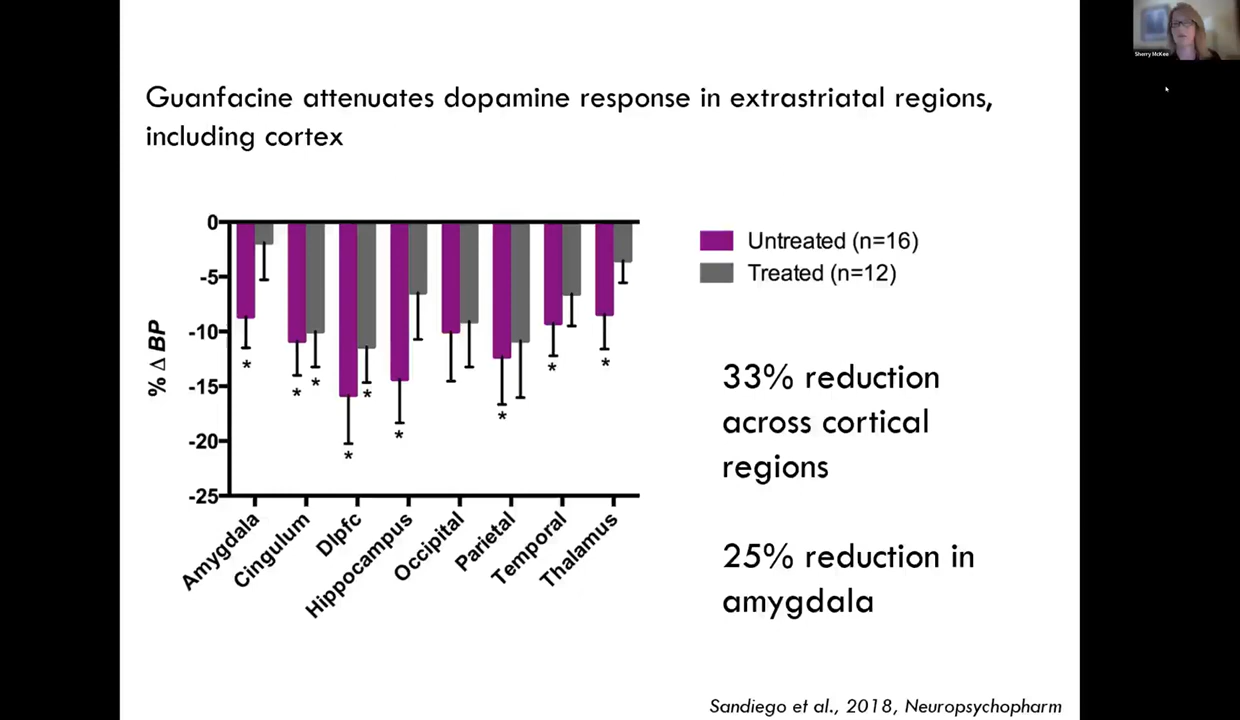 Sherry McKee
Guanfacine attenuates dopamine response in extrastriatal regions,
including cortex
% Δ BP
0
-5
-10
-15
-20
-25
*
* *
* *
*
*
*
*
Amygdala
Cingulum
Dlpfc
Hippocampus
Occipital
Parietal
Temporal
Thalamus
Untreated (n=16)
Treated (n=12)
33% reduction
across cortical
regions
25% reduction in
amygdala
Sandiego et al., 2018, Neuropsychopharm